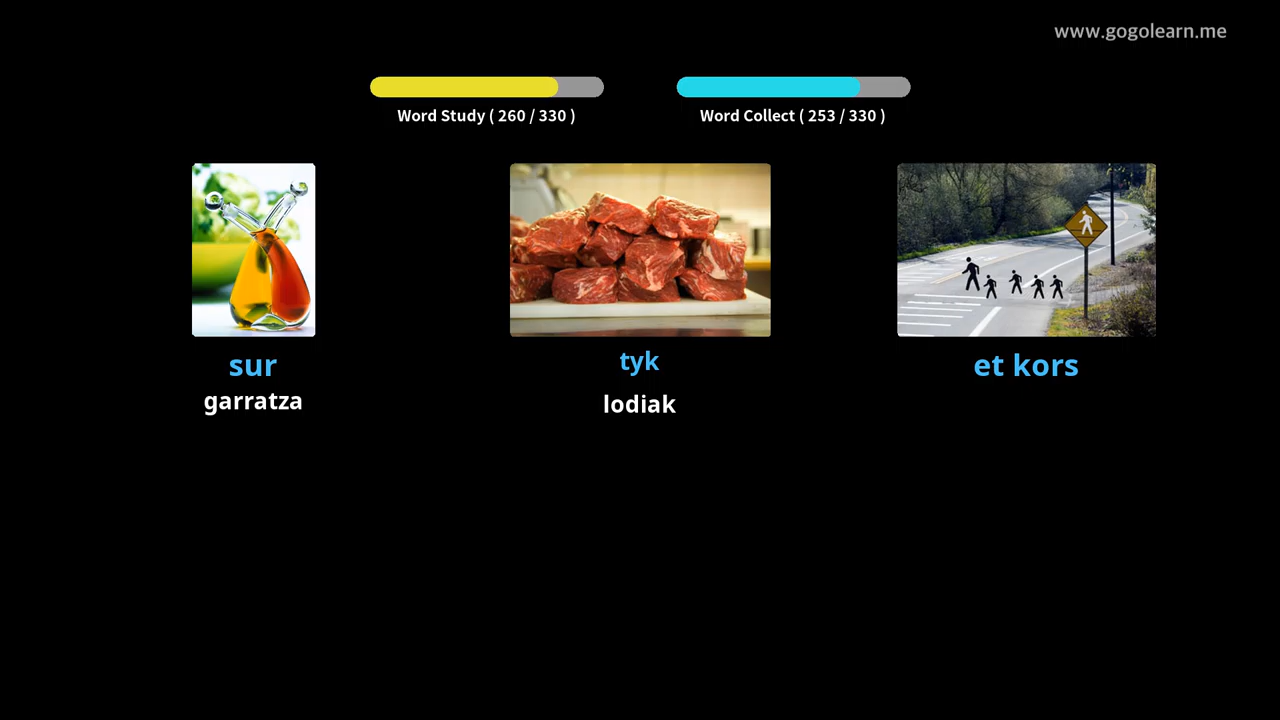 www.gogolearn.me
Word Study ( 260 / 330 )
Word Collect ( 253 / 330 )
sur
garratza
tyk
lodiak
et kors